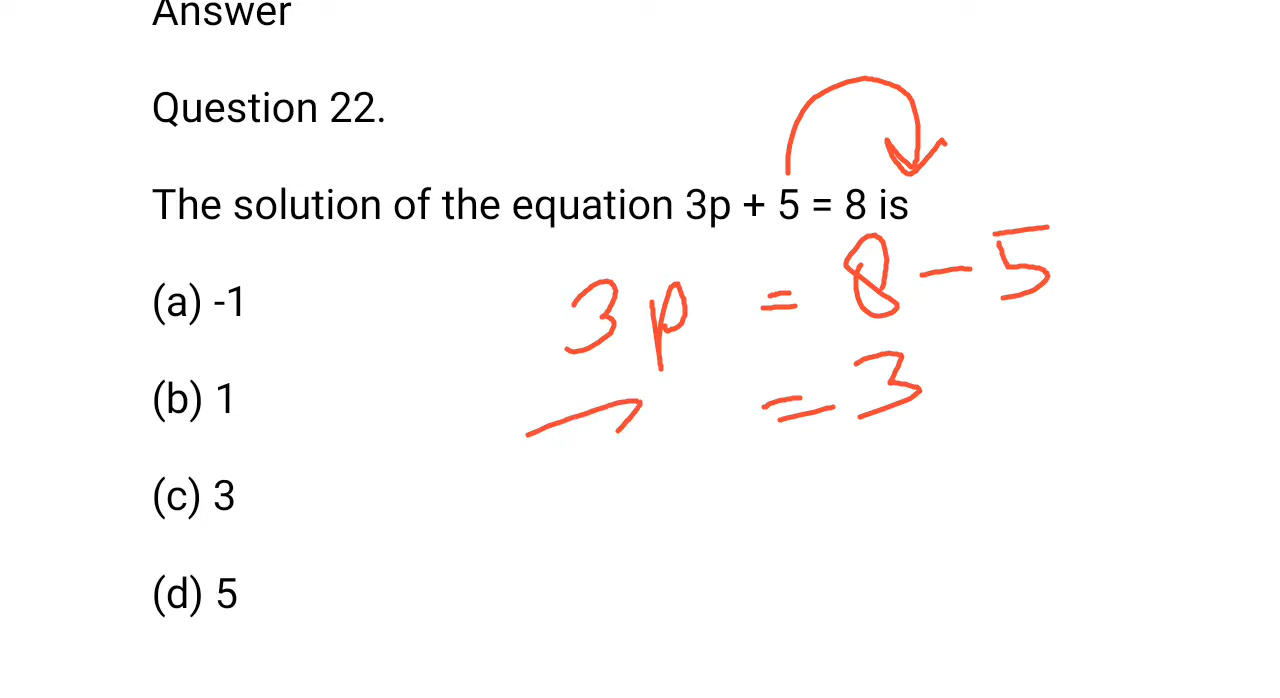 Answer
Question 22.
The solution of the equation 3p + 5 = 8 is
3p = 8 - 5
(a) -1
= 3
(b) 1
(c) 3
(d) 5